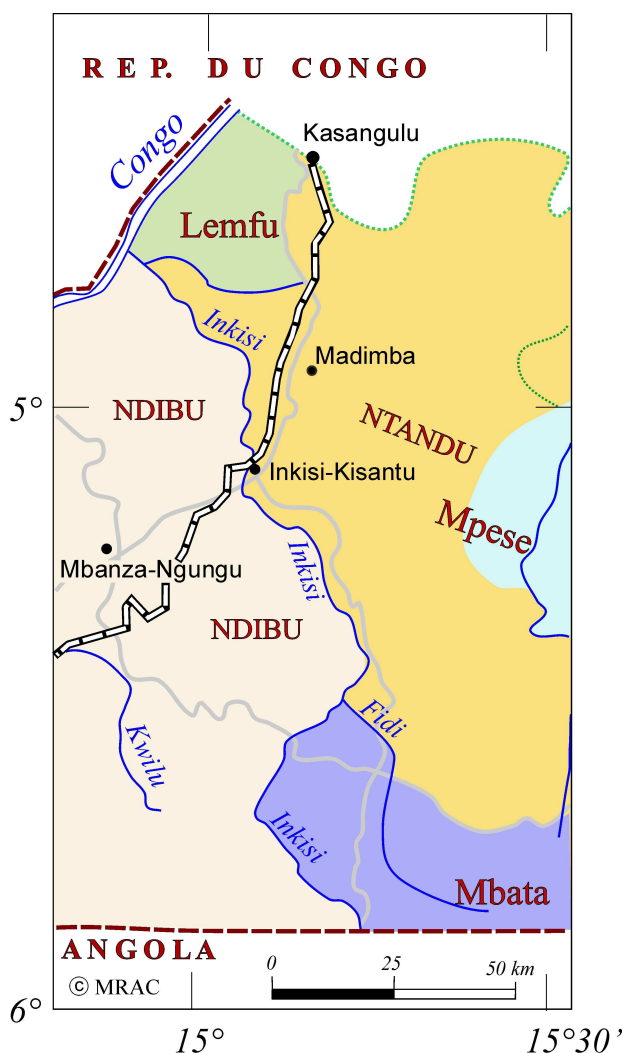 REP. DU CONGO
Congo
Kasangulu
Lemfu
Inkisi
Madimba
5°
NDIBU
NTANDU
Inkisi-Kisantu
Mpese
Mbanza-Ngungu
Inkisi
NDIBU
Fidi
Kwilu
Inkisi
Mbata
ANGOLA
0 25 50 km
© MRAC
6°
15° 15°30’